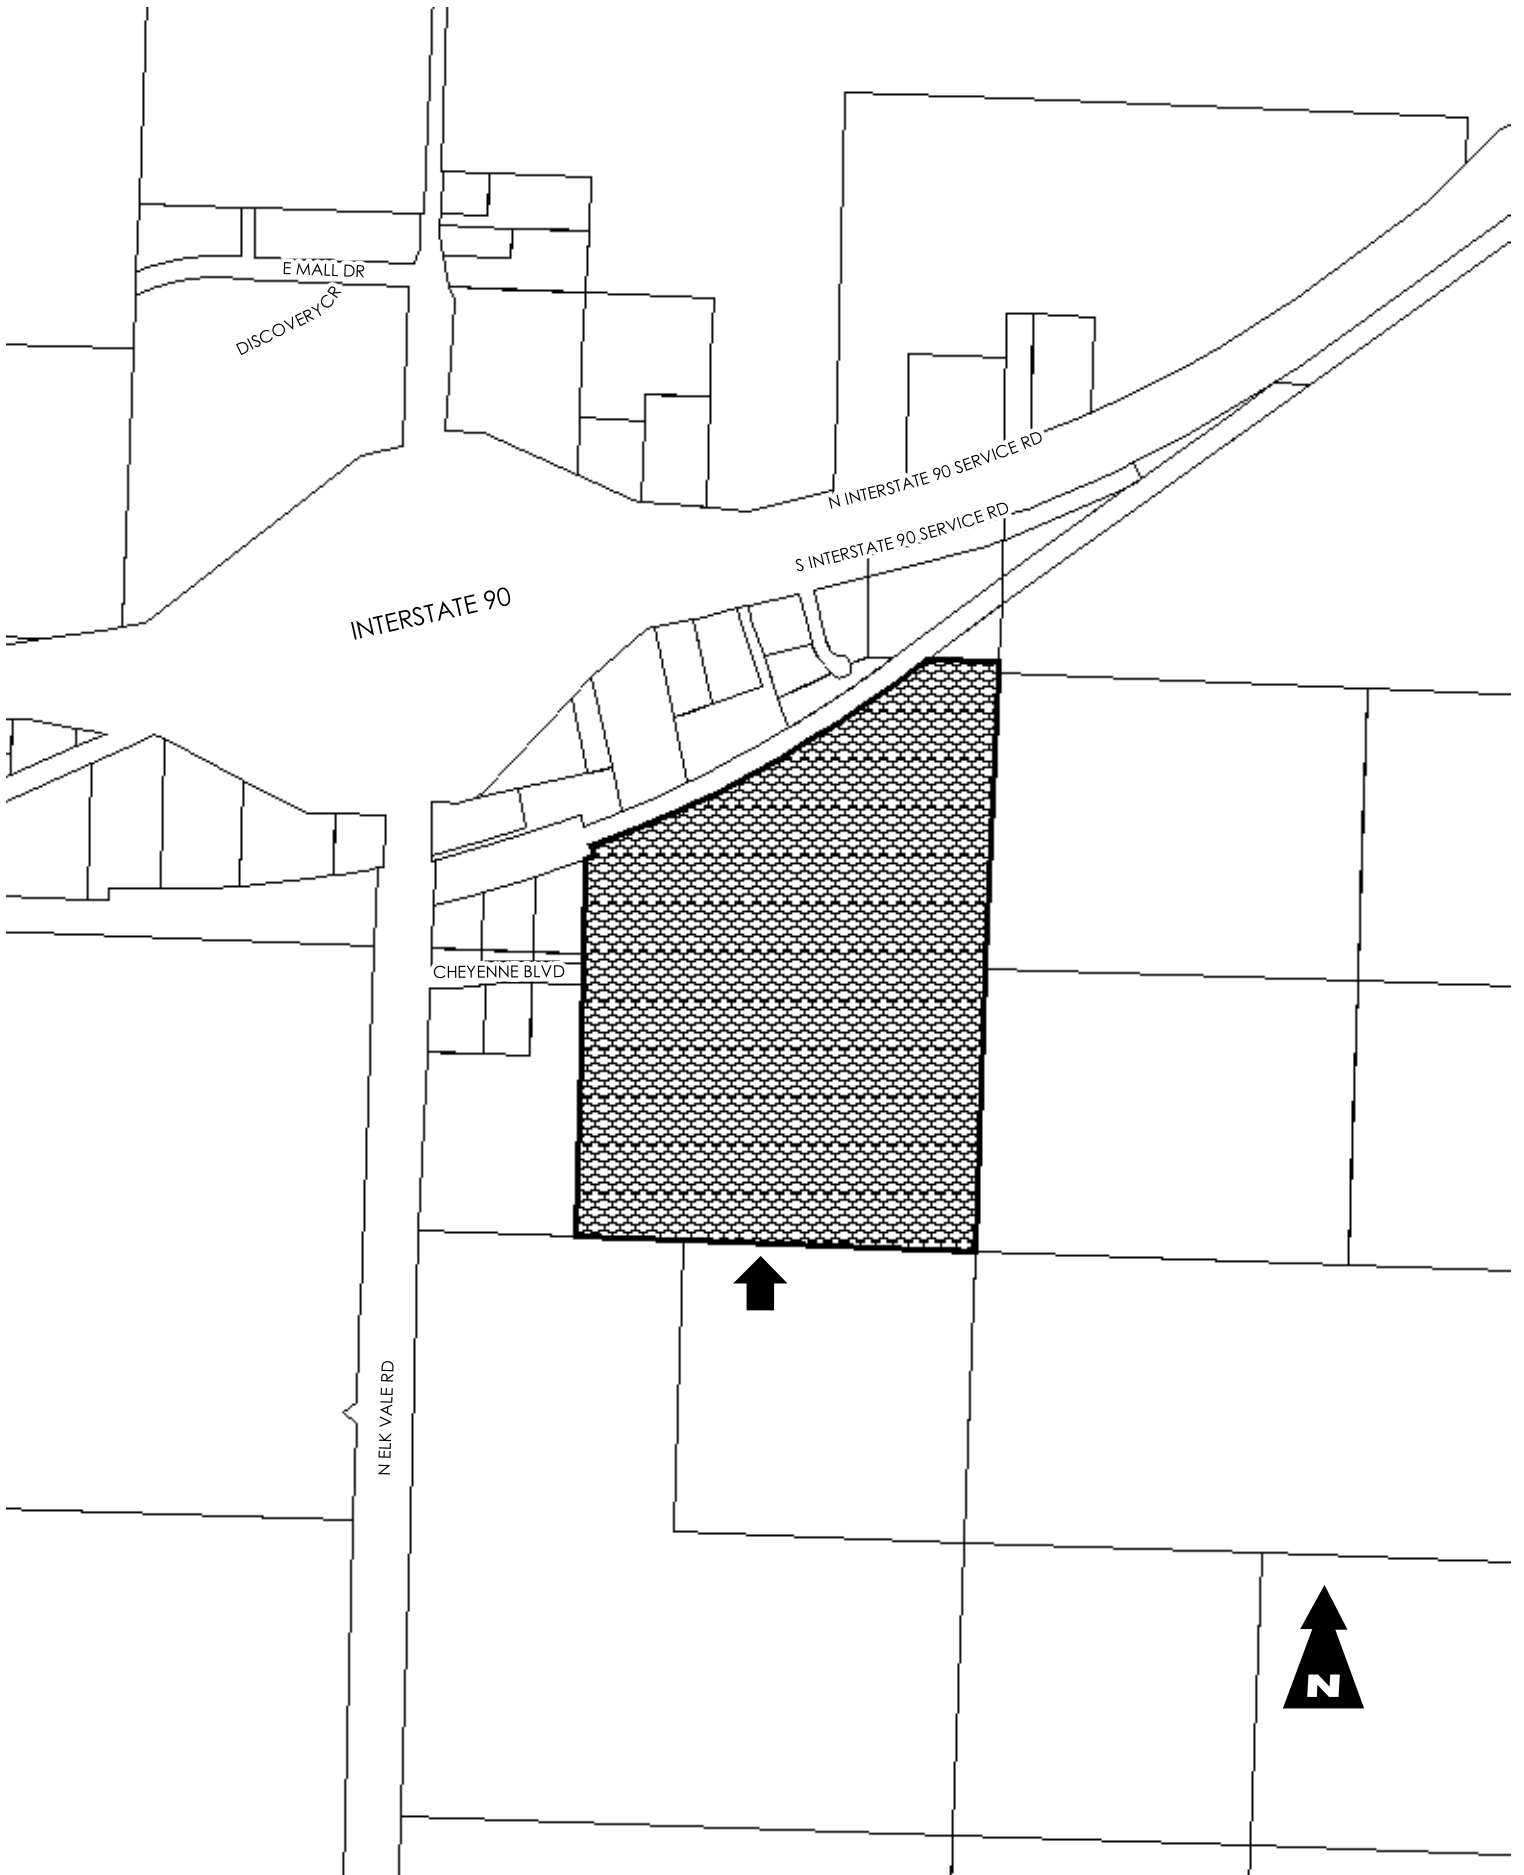 E MALL DR
DISCOVERY CR
N INTERSTATE 90 SERVICE RD
S INTERSTATE 90 SERVICE RD
INTERSTATE 90
CHEYENNE BLVD
N ELK VALE RD
N